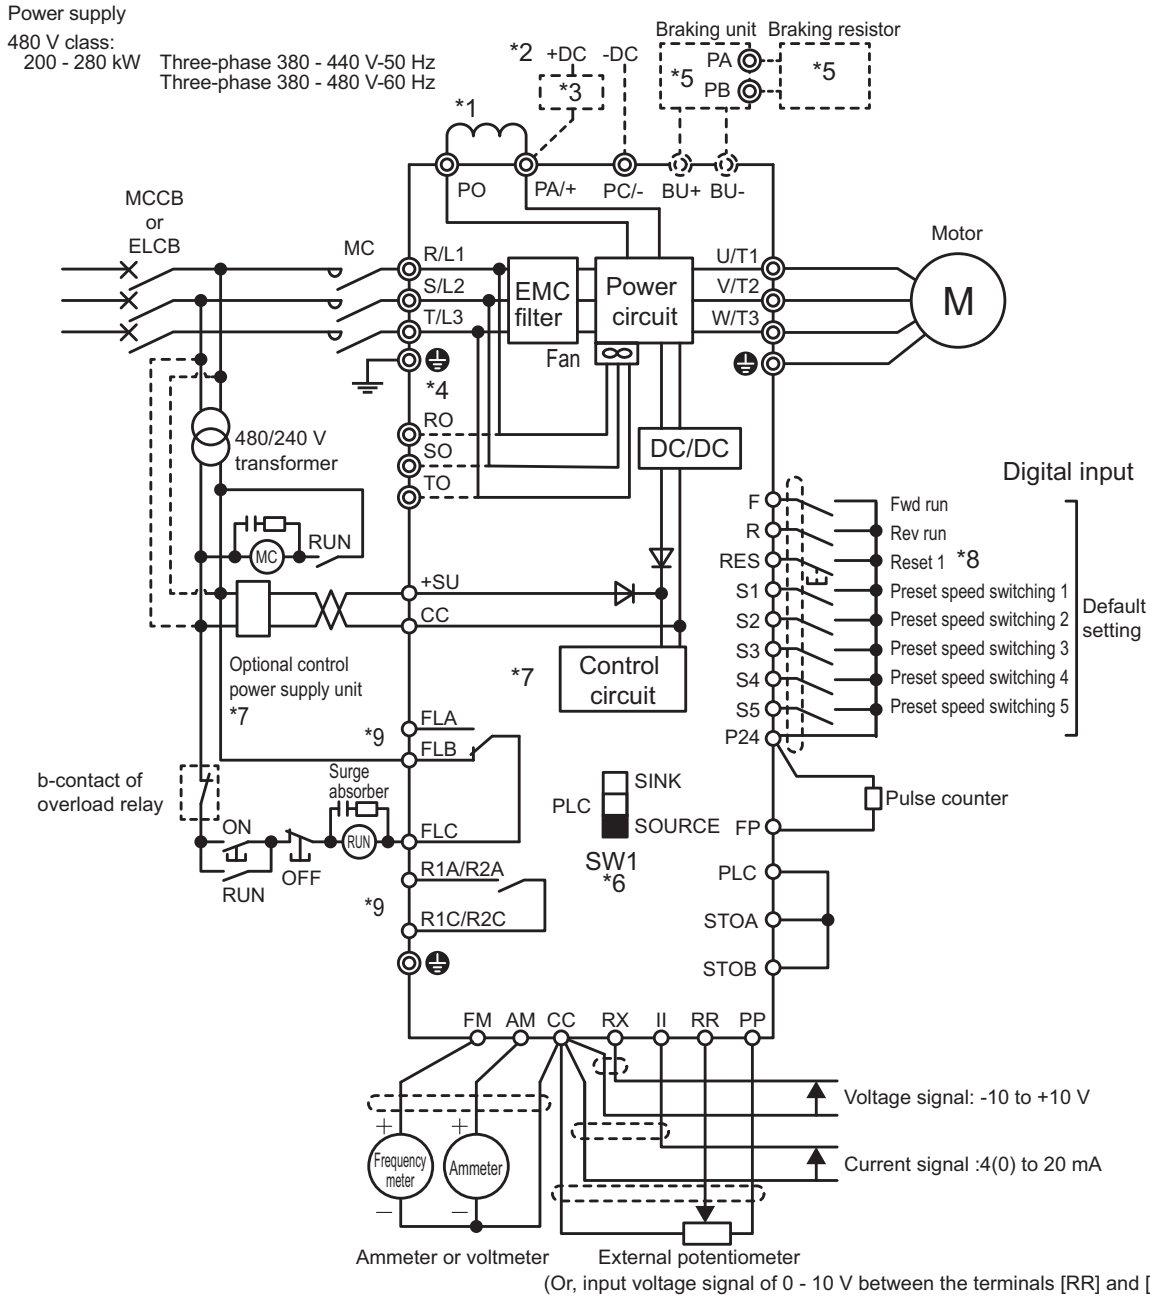 Power supply
480 V class:
200 - 280 kW Three-phase 380 - 440 V-50 Hz
Three-phase 380 - 480 V-60 Hz
*1
*2 +DC -DC
*3
Braking unit Braking resistor
PA
PB
*5
*5
PO PA/+ PC/- BU+ BU-
MCCB
or
ELCB
MC
R/L1
S/L2
T/L3
*4
EMC
filter
Power
circuit
Fan
U/T1
V/T2
W/T3
Motor
M
RO
SO
TO
DC/DC
480/240 V
transformer
MC
RUN
+SU
CC
Optional control
power supply unit
*7
*7
Control
circuit
Digital input
F Fwd run
R Rev run
RES Reset 1 *8
S1 Preset speed switching 1
S2 Preset speed switching 2
S3 Preset speed switching 3
S4 Preset speed switching 4
S5 Preset speed switching 5
P24
Default
setting
*9
FLA
FLB
FLC
b-contact of
overload relay
Surge
absorber
ON
RUN
OFF
RUN
SINK
PLC
SOURCE
SW1
*6
Pulse counter
FP
PLC
STOA
STOB
*9
R1A/R2A
R1C/R2C
FM AM CC RX II RR PP
Voltage signal: -10 to +10 V
Current signal :4(0) to 20 mA
+
Frequency
meter
−
+
Ammeter
−
Ammeter or voltmeter
External potentiometer
(Or, input voltage signal of 0 - 10 V between the terminals [RR] and [